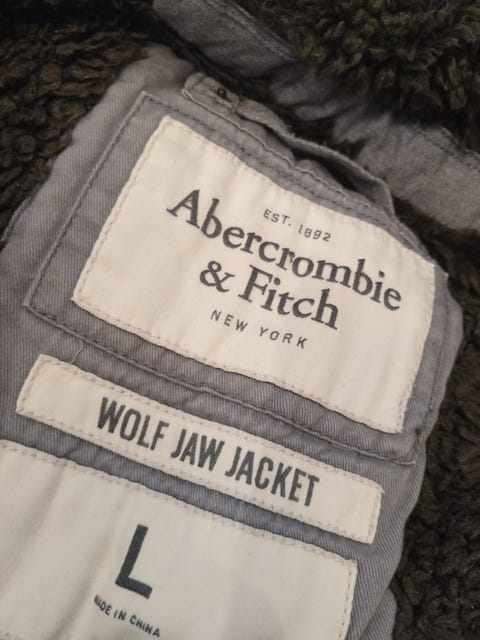 EST. 1892
Abercrombie
& Fitch
NEW YORK
WOLF JAW JACKET
L
MADE IN CHINA